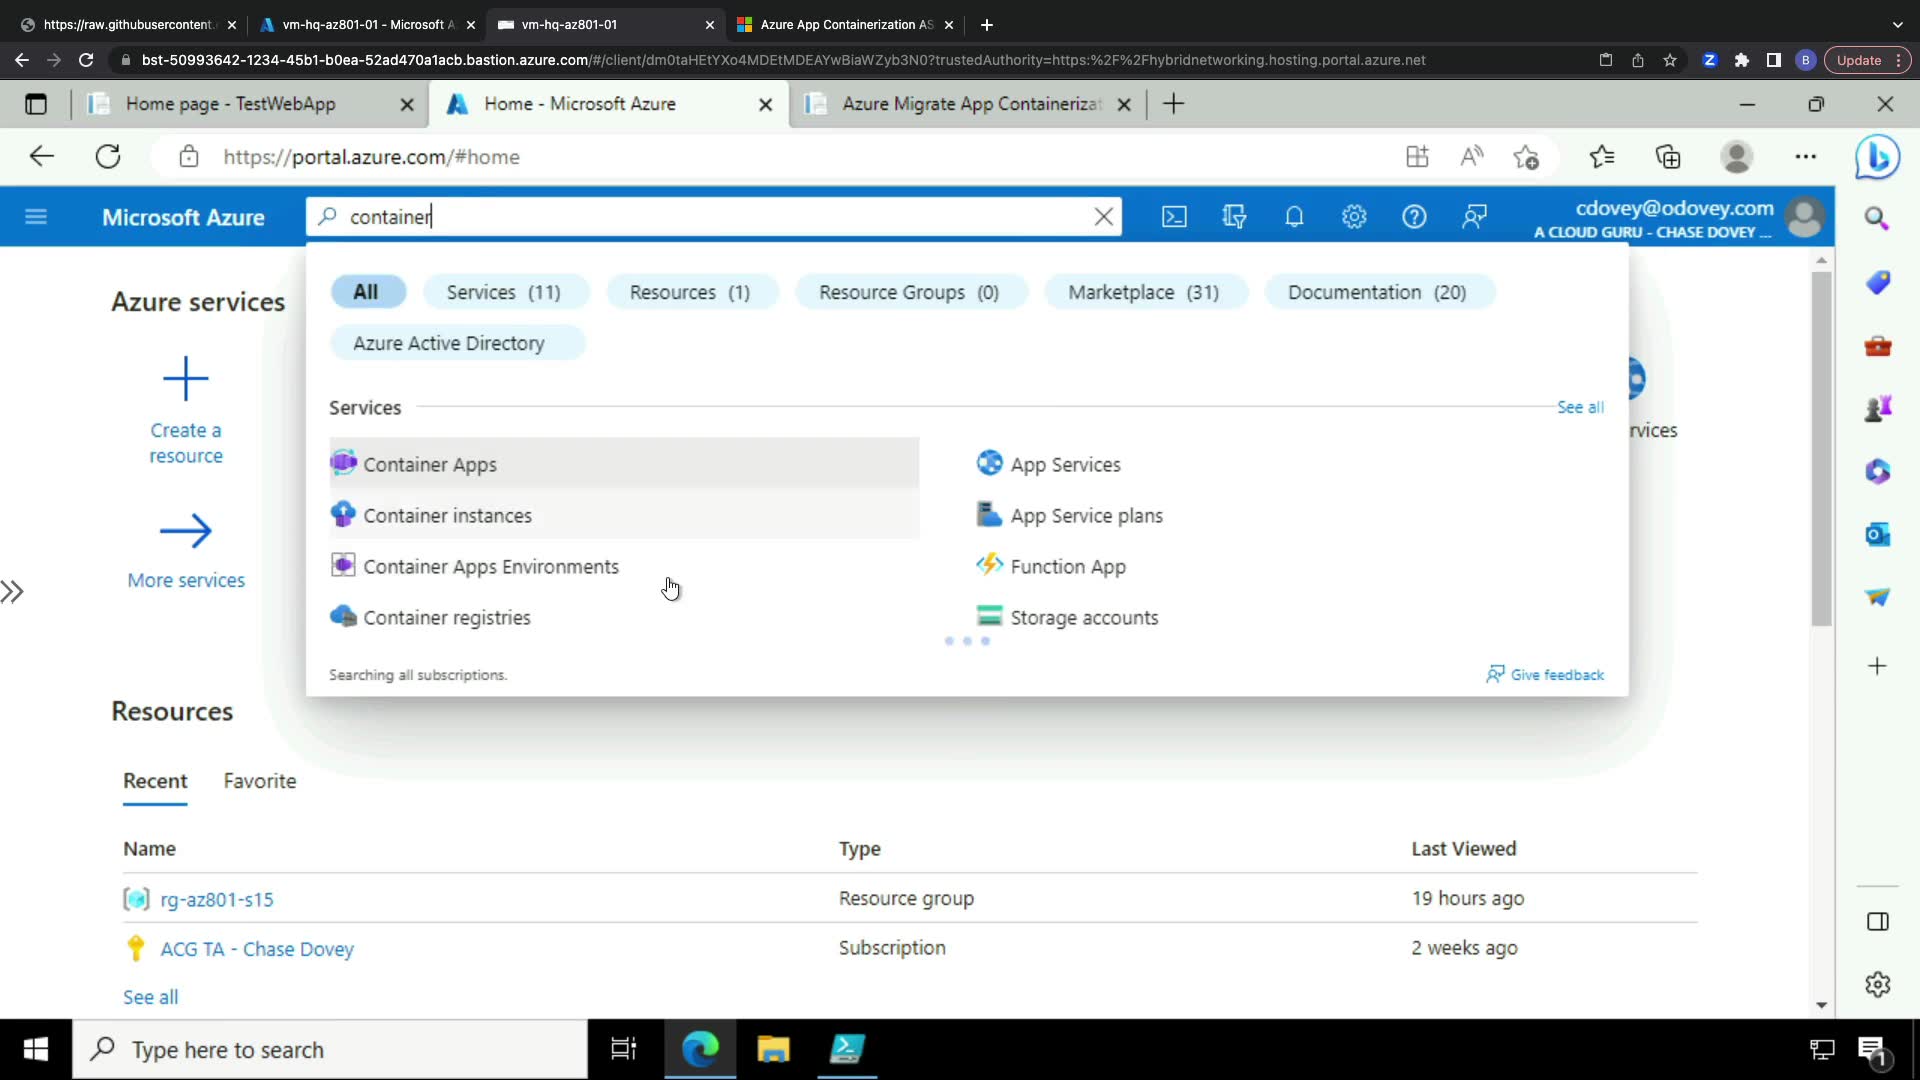 https://raw.githubusercontent.
vm-hq-az801-01 - Microsoft A
vm-hq-az801-01
Azure App Containerization AS
bst-50993642-1234-45b1-b0ea-52ad470a1acb.bastion.azure.com/#/client/dm0taHEtYXo4MDEtMDEAYwBiaWZyb3N0?trustedAuthority=https:%2F%2Fhybridnetworking.hosting.portal.azure.net
B
Update
Home page - TestWebApp
Home - Microsoft Azure
Azure Migrate App Containerizat
https://portal.azure.com/#home
Microsoft Azure
container
cdovey@odovey.com
A CLOUD GURU - CHASE DOVEY ...
All
Services (11)
Resources (1)
Resource Groups (0)
Marketplace (31)
Documentation (20)
Azure Active Directory
Azure services
Create a
resource
More services
rvices
Services
See all
Container Apps
App Services
Container instances
App Service plans
Container Apps Environments
Function App
Container registries
Storage accounts
Searching all subscriptions.
Give feedback
Resources
Recent
Favorite
Name
Type
Last Viewed
rg-az801-s15
Resource group
19 hours ago
ACG TA - Chase Dovey
Subscription
2 weeks ago
See all
Type here to search
1